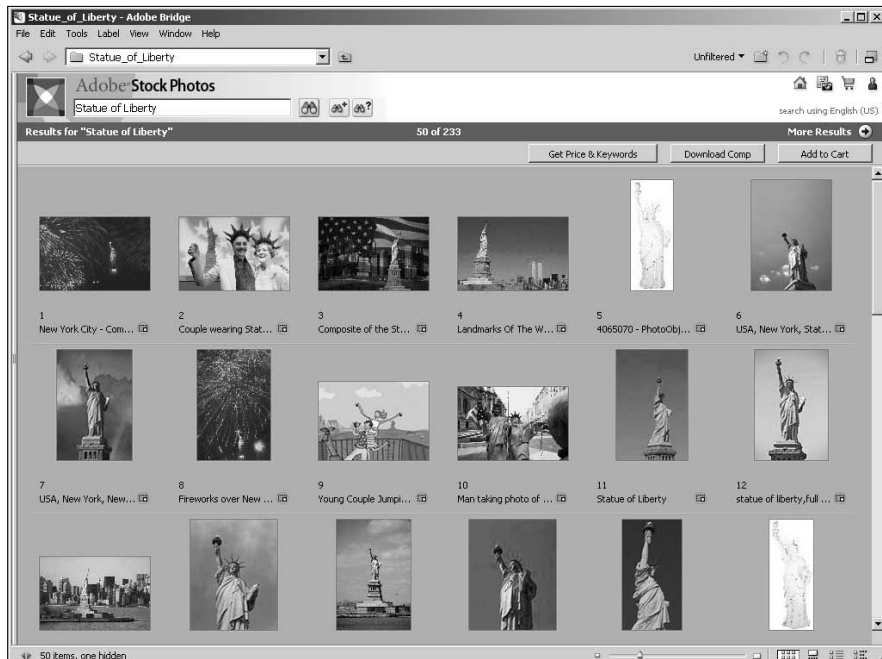 Statue_of_Liberty - Adobe Bridge
File Edit Tools Label View Window Help
Statue_of_Liberty
Unfiltered
Adobe Stock Photos
Statue of Liberty
search using English (US)
Results for "Statue of Liberty" 50 of 233 More Results
Get Price & Keywords Download Comp Add to Cart
1 2 3 4 5 6
New York City - Com... Couple wearing Stat... Composite of the St... Landmarks Of The W... 4065070 - PhotoObj... USA, New York, Stat...
7 8 9 10 11 12
USA, New York, New... Fireworks over New ... Young Couple Jumpi... Man taking photo of ... Statue of Liberty statue of liberty,full ...
50 items, one hidden